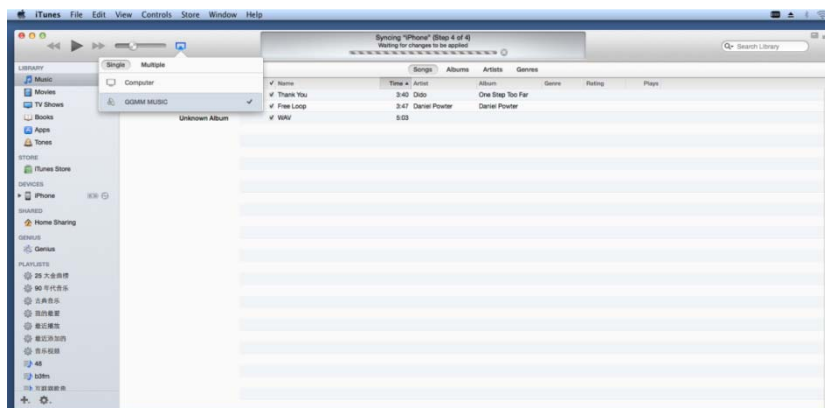 iTunes File Edit View Controls Store Window Help
Syncing "iPhone" (Step 4 of 4)
Waiting for changes to be applied
Search Library
LIBRARY
Music
Movies
TV Shows
Books
Apps
Tones
STORE
iTunes Store
DEVICES
iPhone
SHARED
Home Sharing
GENIUS
Genius
PLAYLISTS
25 大金曲榜
90 年代音乐
古典音乐
我的最爱
最近播放
最近添加的
音乐视频
48
b3fm
Single Multiple
Computer
GGMM MUSIC
Unknown Album
Songs Albums Artists Genres
Name Time Artist Album Genre Rating Plays
Thank You 3:40 Dido One Step Too Far
Free Loop 3:47 Daniel Powter Daniel Powter
WAV 5:03